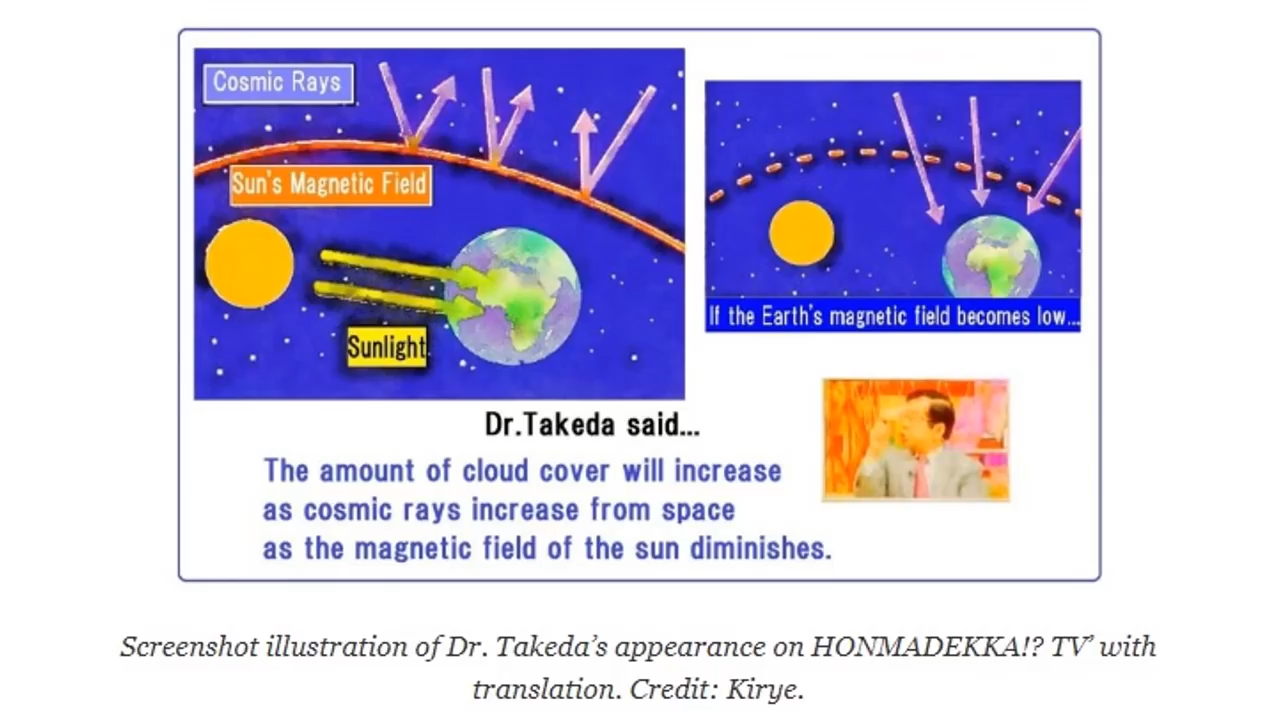 Cosmic Rays
Sun's Magnetic Field
Sunlight
If the Earth's magnetic field becomes low...
Dr.Takeda said...
The amount of cloud cover will increase
as cosmic rays increase from space
as the magnetic field of the sun diminishes.
Screenshot illustration of Dr. Takeda’s appearance on HONMADEKKA!? TV’ with
translation. Credit: Kirye.